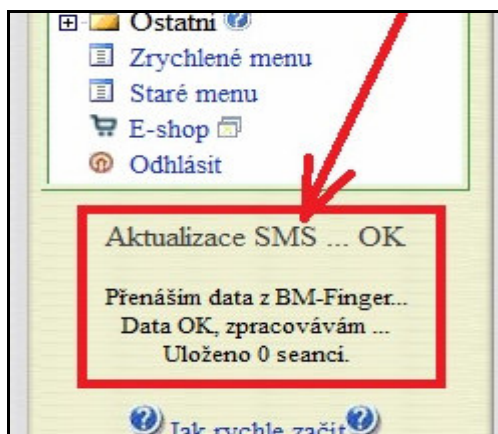 Ostatní
Zrychlené menu
Staré menu
E-shop
Odhlásit
Aktualizace SMS ... OK
Přenáším data z BM-Finger...
Data OK, zpracovávám ...
Uloženo 0 seancí.
Jak rychle začít